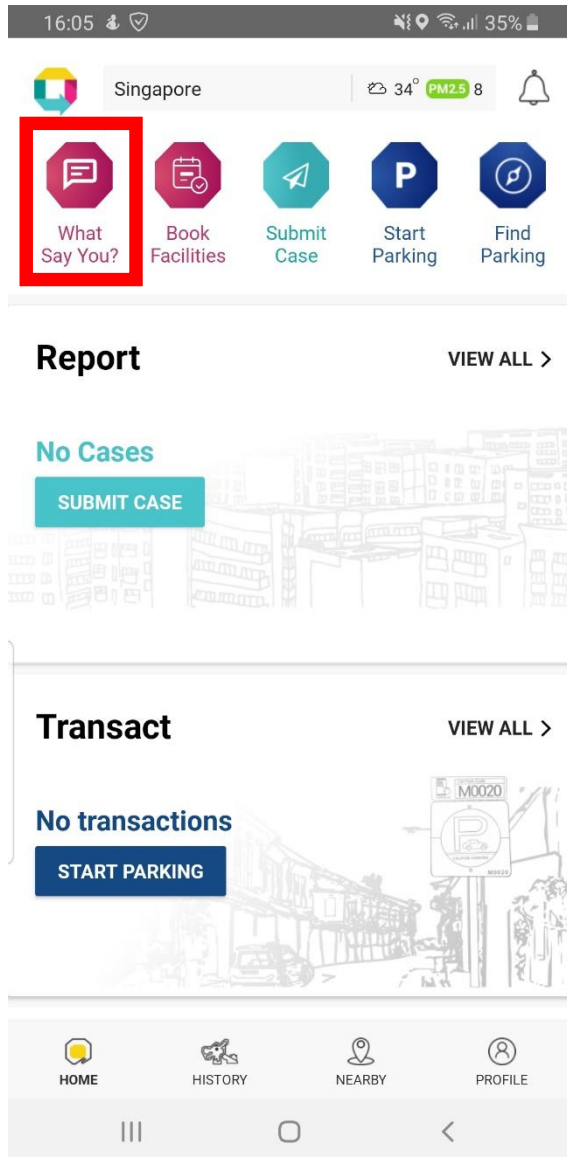 16:05 35%
Singapore 34° PM2.5 8
What Say You?
Book Facilities
Submit Case
Start Parking
Find Parking
Report VIEW ALL >
No Cases
SUBMIT CASE
Transact VIEW ALL >
M0020
No transactions
P
M0020
START PARKING
HOME HISTORY NEARBY PROFILE